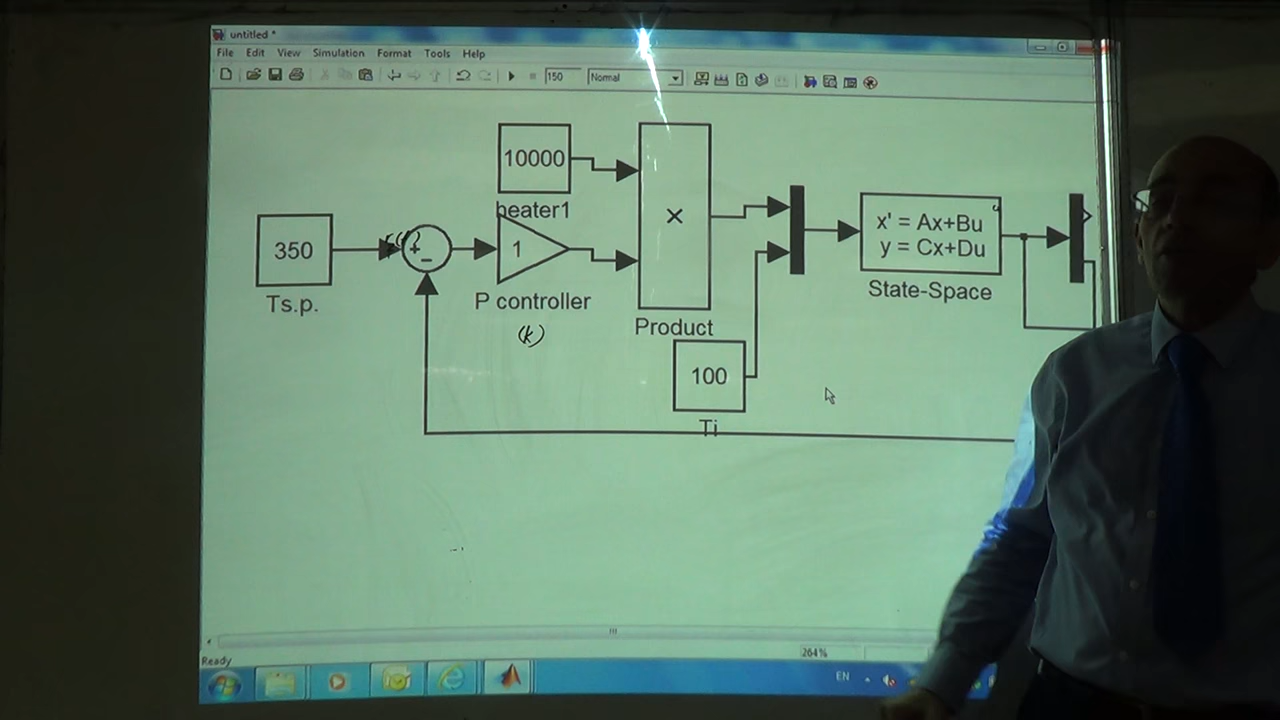 untitled *
File Edit View Simulation Format Tools Help
150 Normal
10000
heater1
350
Ts.p.
+
−
1
P controller
(k)
×
Product
100
Ti
x' = Ax+Bu
y = Cx+Du
State-Space
Ready
264%
EN